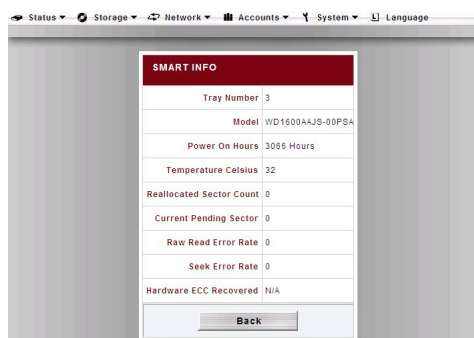 Status Storage Network Accounts System Language
SMART INFO
Tray Number 3
Model WD1600AAJS-00PSA
Power On Hours 3066 Hours
Temperature Celsius 32
Reallocated Sector Count 0
Current Pending Sector 0
Raw Read Error Rate 0
Seek Error Rate 0
Hardware ECC Recovered N/A
Back